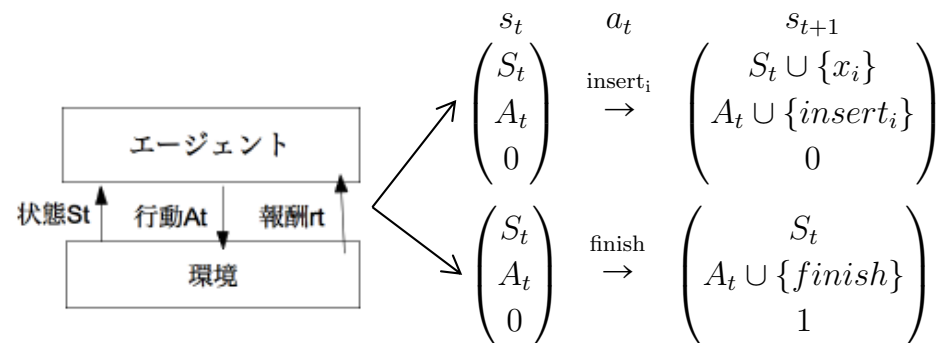 エージェント
状態St 行動At 報酬rt
環境
s_t a_t s_{t+1}
S_t
A_t
0
insert_i
→
S_t ∪ {x_i}
A_t ∪ {insert_i}
0
S_t
A_t
0
finish
→
S_t
A_t ∪ {finish}
1